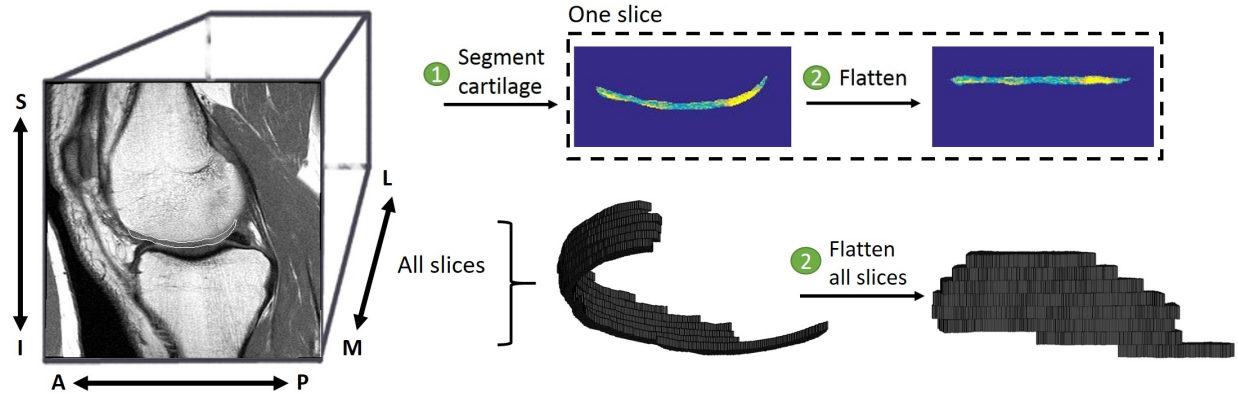 One slice
1
Segment
cartilage
2
Flatten
S
I
A
P
L
M
All slices
2
Flatten
all slices